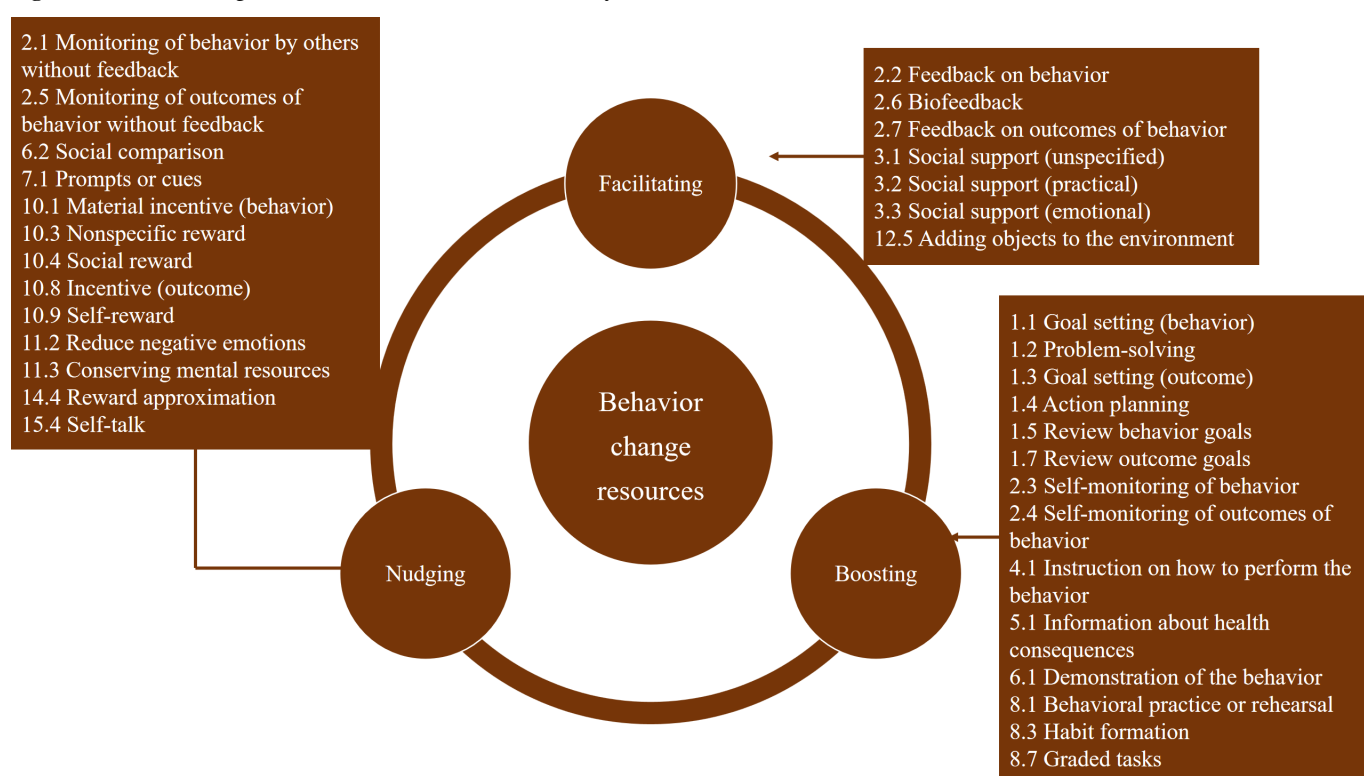 2.1 Monitoring of behavior by others
without feedback
2.5 Monitoring of outcomes of
behavior without feedback
6.2 Social comparison
7.1 Prompts or cues
10.1 Material incentive (behavior)
10.3 Nonspecific reward
10.4 Social reward
10.8 Incentive (outcome)
10.9 Self-reward
11.2 Reduce negative emotions
11.3 Conserving mental resources
14.4 Reward approximation
15.4 Self-talk
Facilitating
2.2 Feedback on behavior
2.6 Biofeedback
2.7 Feedback on outcomes of behavior
3.1 Social support (unspecified)
3.2 Social support (practical)
3.3 Social support (emotional)
12.5 Adding objects to the environment
Behavior
change
resources
Nudging
Boosting
1.1 Goal setting (behavior)
1.2 Problem-solving
1.3 Goal setting (outcome)
1.4 Action planning
1.5 Review behavior goals
1.7 Review outcome goals
2.3 Self-monitoring of behavior
2.4 Self-monitoring of outcomes of
behavior
4.1 Instruction on how to perform the
behavior
5.1 Information about health
consequences
6.1 Demonstration of the behavior
8.1 Behavioral practice or rehearsal
8.3 Habit formation
8.7 Graded tasks